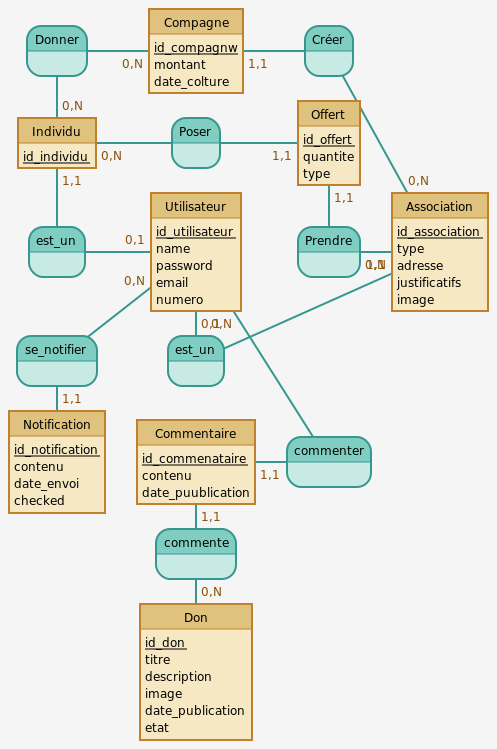 Compagne
id_compagnw
montant
date_colture
Donner
0,N
1,1
Créer
0,N
Individu
id_individu
0,N
1,1
Poser
1,1
Offert
id_offert
quantite
type
1,1
0,N
Utilisateur
id_utilisateur
name
password
email
numero
Association
id_association
type
adresse
justificatifs
image
est_un
0,1
Prendre
0,N
1,1
0,N
se_notifier
1,1
0,1
0,N
est_un
Notification
id_notification
contenu
date_envoi
checked
Commentaire
id_commenataire
contenu
date_puublication
1,1
commenter
1,1
commente
0,N
Don
id_don
titre
description
image
date_publication
etat